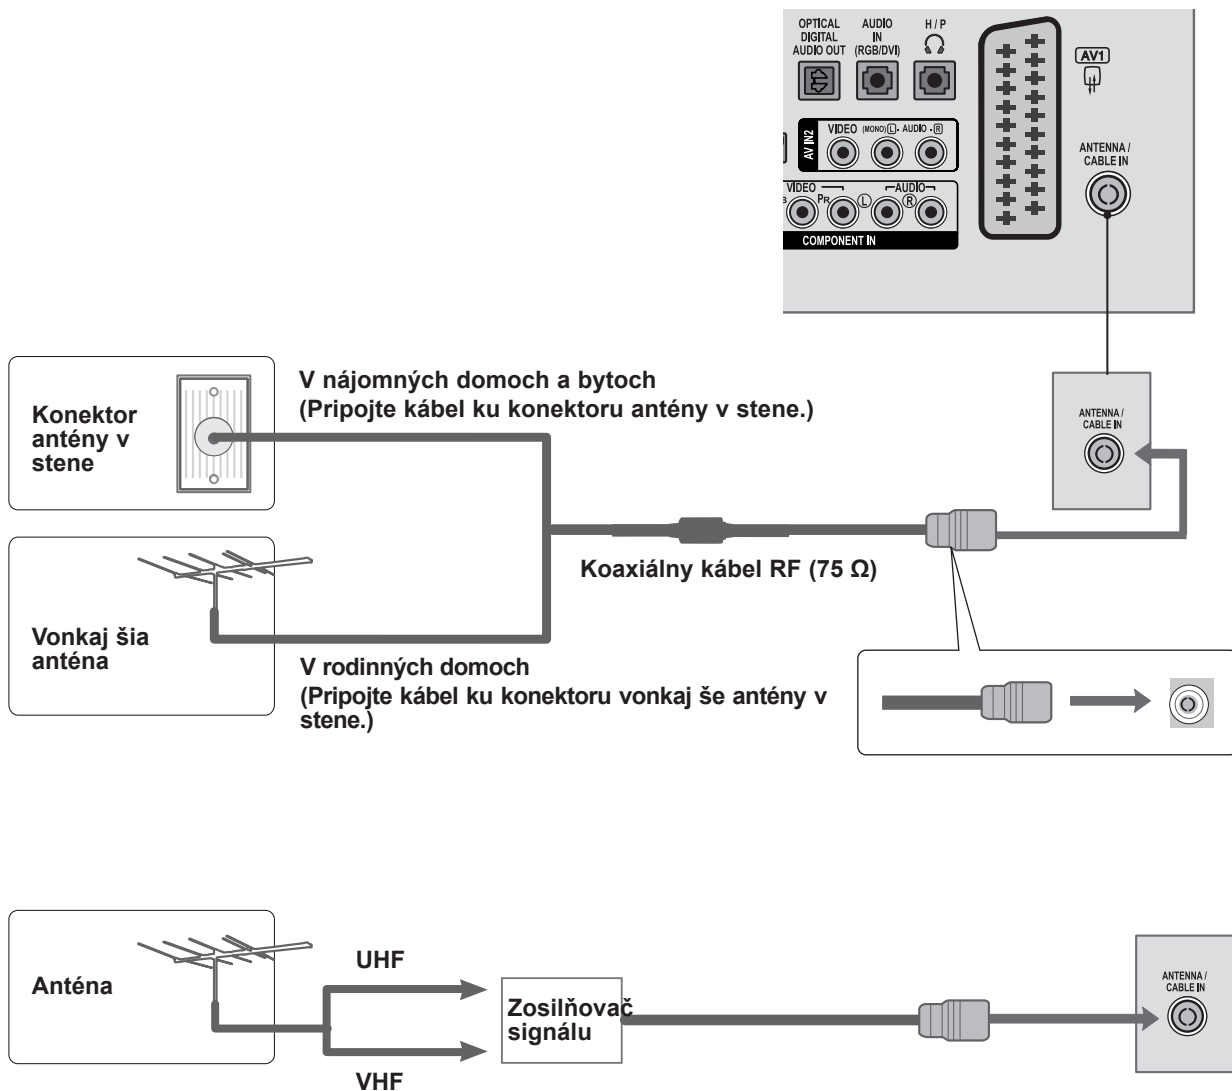 OPTICAL
DIGITAL
AUDIO OUT
AUDIO
IN
(RGB/DVI)
H / P
AV1
AV IN2
VIDEO
(MONO) L - AUDIO - R
VIDEO
AUDIO
B
PR
L
R
COMPONENT IN
ANTENNA /
CABLE IN
Konektor
antény v
stene
V nájomných domoch a bytoch
(Pripojte kábel ku konektoru antény v stene.)
ANTENNA /
CABLE IN
Koaxiálny kábel RF (75 Ω)
Vonkaj šia
anténa
V rodinných domoch
(Pripojte kábel ku konektoru vonkaj še antény v
stene.)
Anténa
UHF
VHF
Zosilňovač
signálu
ANTENNA /
CABLE IN